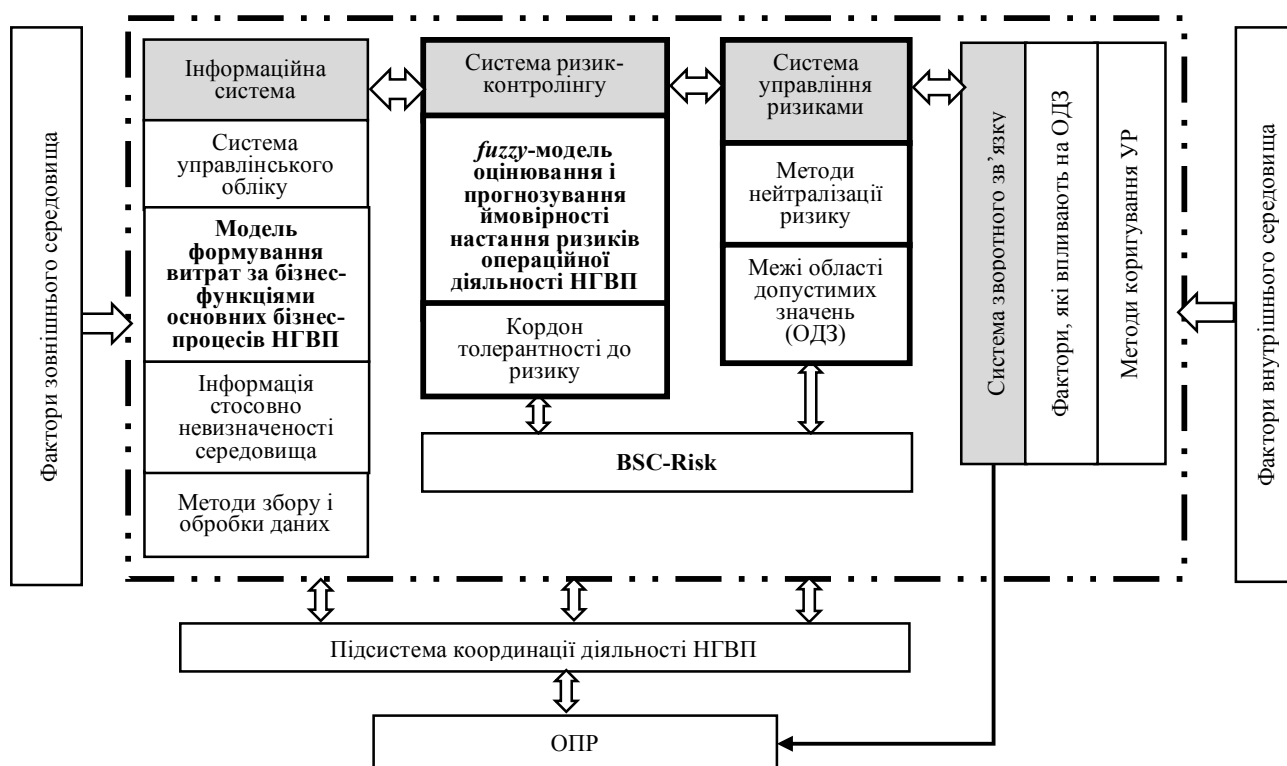 Фактори зовнішнього середовища
Інформаційна
система
Система
управлінського
обліку
Модель
формування
витрат за бізнес-
функціями
основних бізнес-
процесів НГВП
Інформація
стосовно
невизначеності
середовища
Методи збору і
обробки даних
Система ризик-
контролінгу
fuzzy-модель
оцінювання і
прогнозування
ймовірності
настання ризиків
операційної
діяльності НГВП
Кордон
толерантності до
ризику
Система
управління
ризиками
Методи
нейтралізації
ризику
Межі області
допустимих
значень
(ОДЗ)
BSC-Risk
Система зворотного зв’язку
Фактори, які впливають на ОДЗ
Методи коригування УР
Фактори внутрішнього середовища
Підсистема координації діяльності НГВП
ОПР